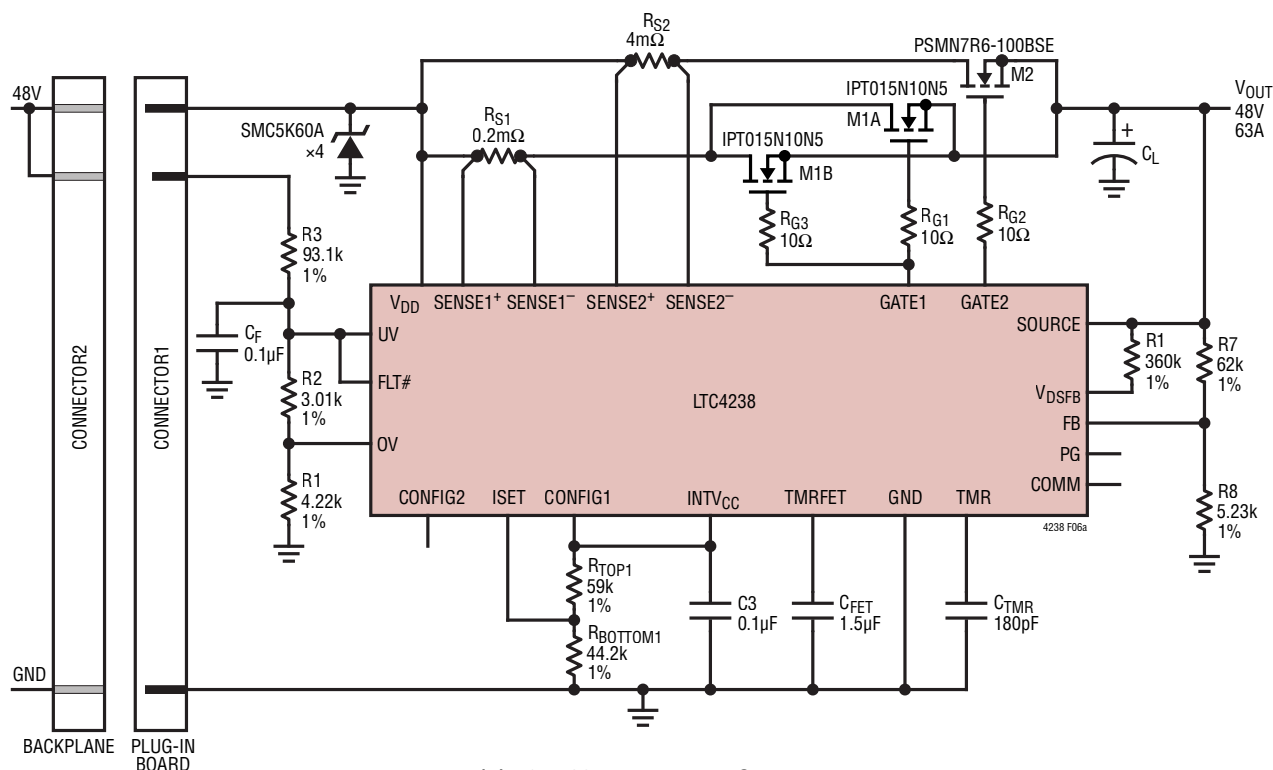 RS2
4mΩ
PSMN7R6-100BSE
M2
48V
SMC5K60A
×4
RS1
0.2mΩ
IPT015N10N5
M1A
IPT015N10N5
M1B
VOUT
48V
63A
+
CL
RG3
10Ω
RG1
10Ω
RG2
10Ω
R3
93.1k
1%
CF
0.1µF
R2
3.01k
1%
R1
4.22k
1%
VDD
SENSE1+
SENSE1–
SENSE2+
SENSE2–
GATE1
GATE2
UV
FLT#
OV
LTC4238
SOURCE
VDSFB
FB
PG
COMM
R1
360k
1%
R7
62k
1%
R8
5.23k
1%
CONFIG2
ISET
CONFIG1
INTVCC
TMRFET
GND
TMR
4238 F06a
RTOP1
59k
1%
RBOTTOM1
44.2k
1%
C3
0.1µF
CFET
1.5µF
CTMR
180pF
CONNECTOR2
CONNECTOR1
GND
BACKPLANE
PLUG-IN
BOARD